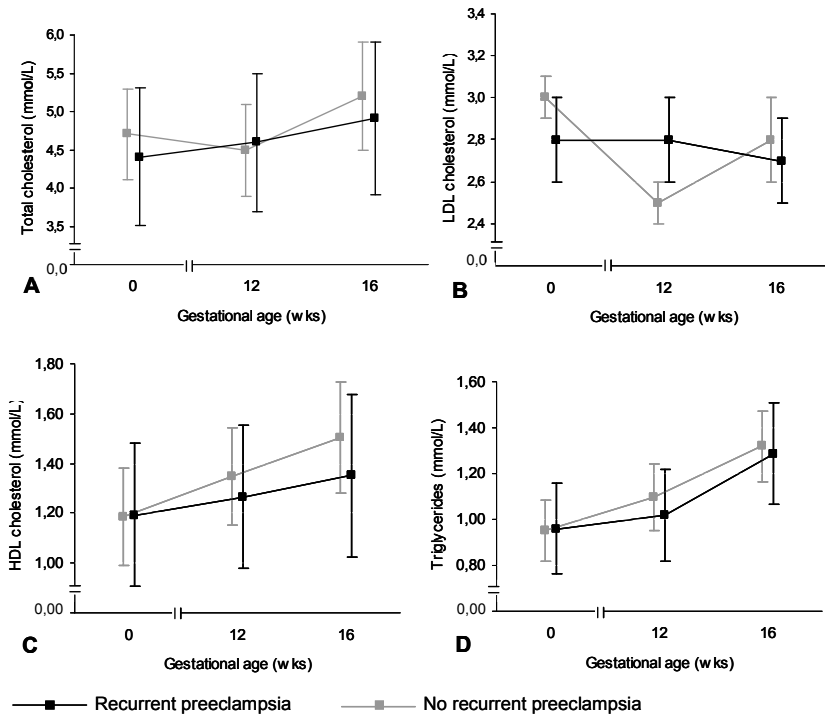 6,0
5,5
5,0
4,5
4,0
3,5
0,0
Total cholesterol (mmol/L)
A
0 12 16
Gestational age (wks)
3,4
3,2
3,0
2,8
2,6
2,4
0,0
LDL cholesterol (mmol/L)
B
0 12 16
Gestational age (wks)
1,80
1,60
1,40
1,20
1,00
0,00
HDL cholesterol (mmol/L)
C
0 12 16
Gestational age (wks)
1,60
1,40
1,20
1,00
0,80
0,00
Triglycerides (mmol/L)
D
0 12 16
Gestational age (wks)
Recurrent preeclampsia No recurrent preeclampsia